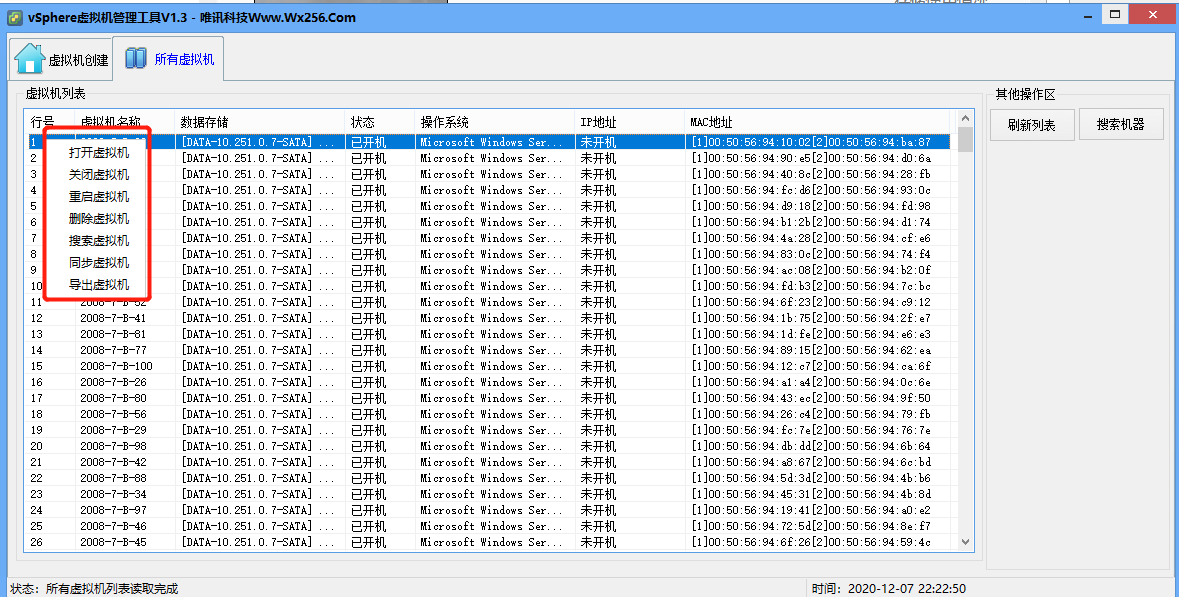 vSphere虚拟机管理工具V1.3 - 唯讯科技Www.Wx256.Com
虚拟机创建 所有虚拟机
虚拟机列表
其他操作区
刷新列表 搜索机器
行号 虚拟机名称 数据存储 状态 操作系统 IP地址 MAC地址
1 [DATA-10.251.0.7-SATA] ... 已开机 Microsoft Windows Ser... 未开机 [1]00:50:56:94:10:02[2]00:50:56:94:ba:87
2 [DATA-10.251.0.7-SATA] ... 已开机 Microsoft Windows Ser... 未开机 [1]00:50:56:94:90:e5[2]00:50:56:94:d0:6a
3 [DATA-10.251.0.7-SATA] ... 已开机 Microsoft Windows Ser... 未开机 [1]00:50:56:94:40:8c[2]00:50:56:94:28:fb
4 [DATA-10.251.0.7-SATA] ... 已开机 Microsoft Windows Ser... 未开机 [1]00:50:56:94:fc:d6[2]00:50:56:94:93:0c
5 [DATA-10.251.0.7-SATA] ... 已开机 Microsoft Windows Ser... 未开机 [1]00:50:56:94:d9:18[2]00:50:56:94:fd:98
6 [DATA-10.251.0.7-SATA] ... 已开机 Microsoft Windows Ser... 未开机 [1]00:50:56:94:b1:2b[2]00:50:56:94:d1:74
7 [DATA-10.251.0.7-SATA] ... 已开机 Microsoft Windows Ser... 未开机 [1]00:50:56:94:4a:28[2]00:50:56:94:cf:e6
8 [DATA-10.251.0.7-SATA] ... 已开机 Microsoft Windows Ser... 未开机 [1]00:50:56:94:83:0c[2]00:50:56:94:74:f4
9 [DATA-10.251.0.7-SATA] ... 已开机 Microsoft Windows Ser... 未开机 [1]00:50:56:94:ac:08[2]00:50:56:94:b2:0f
10 [DATA-10.251.0.7-SATA] ... 已开机 Microsoft Windows Ser... 未开机 [1]00:50:56:94:fd:b3[2]00:50:56:94:7c:bc
11 2008-7-B-52 [DATA-10.251.0.7-SATA] ... 已开机 Microsoft Windows Ser... 未开机 [1]00:50:56:94:6f:23[2]00:50:56:94:c9:12
12 2008-7-B-41 [DATA-10.251.0.7-SATA] ... 已开机 Microsoft Windows Ser... 未开机 [1]00:50:56:94:1b:75[2]00:50:56:94:2f:e7
13 2008-7-B-81 [DATA-10.251.0.7-SATA] ... 已开机 Microsoft Windows Ser... 未开机 [1]00:50:56:94:1d:fe[2]00:50:56:94:e6:e3
14 2008-7-B-77 [DATA-10.251.0.7-SATA] ... 已开机 Microsoft Windows Ser... 未开机 [1]00:50:56:94:89:15[2]00:50:56:94:62:ea
15 2008-7-B-100 [DATA-10.251.0.7-SATA] ... 已开机 Microsoft Windows Ser... 未开机 [1]00:50:56:94:12:c7[2]00:50:56:94:ca:6f
16 2008-7-B-26 [DATA-10.251.0.7-SATA] ... 已开机 Microsoft Windows Ser... 未开机 [1]00:50:56:94:a1:a4[2]00:50:56:94:0c:6e
17 2008-7-B-80 [DATA-10.251.0.7-SATA] ... 已开机 Microsoft Windows Ser... 未开机 [1]00:50:56:94:43:ec[2]00:50:56:94:9f:50
18 2008-7-B-56 [DATA-10.251.0.7-SATA] ... 已开机 Microsoft Windows Ser... 未开机 [1]00:50:56:94:26:c4[2]00:50:56:94:79:fb
19 2008-7-B-29 [DATA-10.251.0.7-SATA] ... 已开机 Microsoft Windows Ser... 未开机 [1]00:50:56:94:fc:7e[2]00:50:56:94:76:7e
20 2008-7-B-98 [DATA-10.251.0.7-SATA] ... 已开机 Microsoft Windows Ser... 未开机 [1]00:50:56:94:db:dd[2]00:50:56:94:6b:64
21 2008-7-B-42 [DATA-10.251.0.7-SATA] ... 已开机 Microsoft Windows Ser... 未开机 [1]00:50:56:94:a8:67[2]00:50:56:94:6c:bd
22 2008-7-B-88 [DATA-10.251.0.7-SATA] ... 已开机 Microsoft Windows Ser... 未开机 [1]00:50:56:94:5d:3d[2]00:50:56:94:4b:b6
23 2008-7-B-34 [DATA-10.251.0.7-SATA] ... 已开机 Microsoft Windows Ser... 未开机 [1]00:50:56:94:45:31[2]00:50:56:94:4b:8d
24 2008-7-B-97 [DATA-10.251.0.7-SATA] ... 已开机 Microsoft Windows Ser... 未开机 [1]00:50:56:94:19:41[2]00:50:56:94:a0:e2
25 2008-7-B-46 [DATA-10.251.0.7-SATA] ... 已开机 Microsoft Windows Ser... 未开机 [1]00:50:56:94:72:5d[2]00:50:56:94:8e:f7
26 2008-7-B-45 [DATA-10.251.0.7-SATA] ... 已开机 Microsoft Windows Ser... 未开机 [1]00:50:56:94:6f:26[2]00:50:56:94:59:4c
打开虚拟机
关闭虚拟机
重启虚拟机
删除虚拟机
搜索虚拟机
同步虚拟机
导出虚拟机
状态：所有虚拟机列表读取完成 时间：2020-12-07 22:22:50